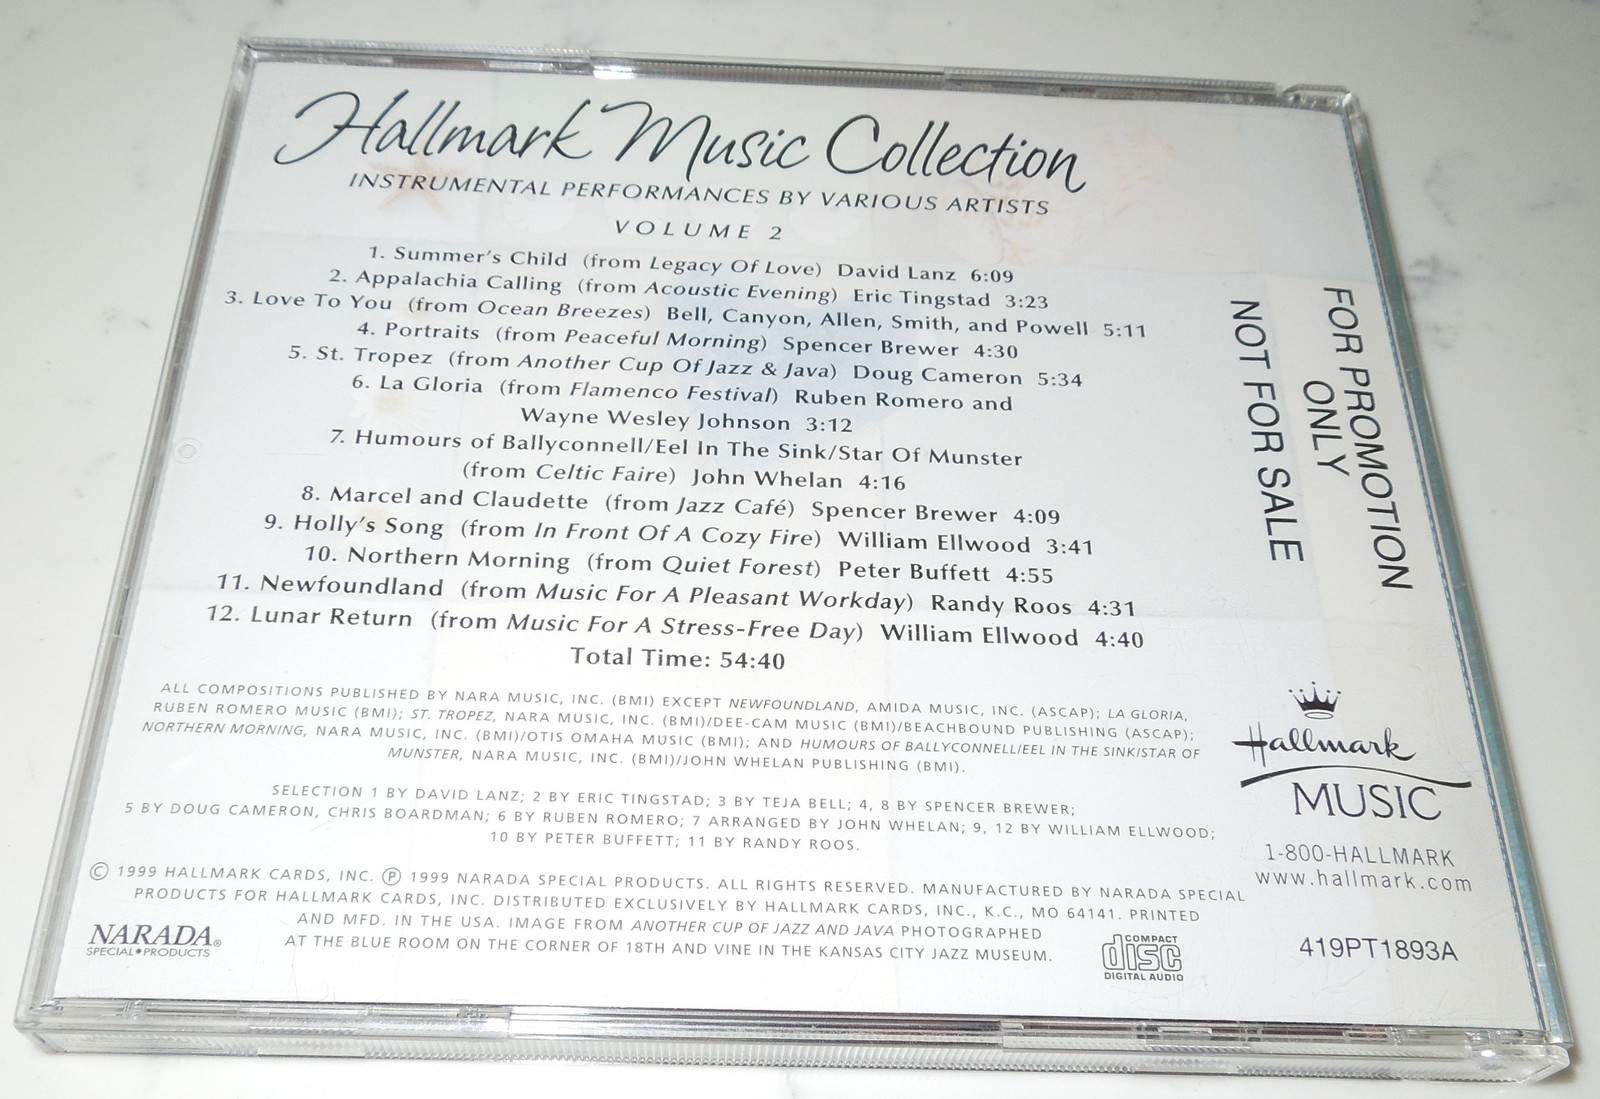 Hallmark Music Collection
INSTRUMENTAL PERFORMANCES BY VARIOUS ARTISTS
VOLUME 2
1. Summer's Child (from Legacy Of Love) David Lanz 6:09
2. Appalachia Calling (from Acoustic Evening) Eric Tingstad 3:23
3. Love To You (from Ocean Breezes) Bell, Canyon, Allen, Smith, and Powell 5:11
4. Portraits (from Peaceful Morning) Spencer Brewer 4:30
5. St. Tropez (from Another Cup Of Jazz & Java) Doug Cameron 5:34
6. La Gloria (from Flamenco Festival) Ruben Romero and
Wayne Wesley Johnson 3:12
7. Humours of Ballyconnell/Eel In The Sink/Star Of Munster
(from Celtic Faire) John Whelan 4:16
8. Marcel and Claudette (from Jazz Café) Spencer Brewer 4:09
9. Holly's Song (from In Front Of A Cozy Fire) William Ellwood 3:41
10. Northern Morning (from Quiet Forest) Peter Buffett 4:55
11. Newfoundland (from Music For A Pleasant Workday) Randy Roos 4:31
12. Lunar Return (from Music For A Stress-Free Day) William Ellwood 4:40
Total Time: 54:40
ALL COMPOSITIONS PUBLISHED BY NARA MUSIC, INC. (BMI) EXCEPT NEWFOUNDLAND, AMIDA MUSIC, INC. (ASCAP); LA GLORIA,
RUBEN ROMERO MUSIC (BMI); ST. TROPEZ, NARA MUSIC, INC. (BMI)/DEE-CAM MUSIC (BMI)/BEACHBOUND PUBLISHING (ASCAP);
NORTHERN MORNING, NARA MUSIC, INC. (BMI)/OTIS OMAHA MUSIC (BMI); AND HUMOURS OF BALLYCONNELL/EEL IN THE SINK/STAR OF
MUNSTER, NARA MUSIC, INC. (BMI)/JOHN WHELAN PUBLISHING (BMI).
SELECTION 1 BY DAVID LANZ; 2 BY ERIC TINGSTAD; 3 BY TEJA BELL; 4, 8 BY SPENCER BREWER;
5 BY DOUG CAMERON, CHRIS BOARDMAN; 6 BY RUBEN ROMERO; 7 ARRANGED BY JOHN WHELAN; 9, 12 BY WILLIAM ELLWOOD;
10 BY PETER BUFFETT; 11 BY RANDY ROOS.
© 1999 HALLMARK CARDS, INC. ℗ 1999 NARADA SPECIAL PRODUCTS. ALL RIGHTS RESERVED. MANUFACTURED BY NARADA SPECIAL
PRODUCTS FOR HALLMARK CARDS, INC. DISTRIBUTED EXCLUSIVELY BY HALLMARK CARDS, INC., K.C., MO 64141. PRINTED
AND MFD. IN THE USA. IMAGE FROM ANOTHER CUP OF JAZZ AND JAVA PHOTOGRAPHED
AT THE BLUE ROOM ON THE CORNER OF 18TH AND VINE IN THE KANSAS CITY JAZZ MUSEUM.
NARADA®
SPECIAL•PRODUCTS
COMPACT
disc
DIGITAL AUDIO
FOR PROMOTION
ONLY
NOT FOR SALE
Hallmark
MUSIC
1-800-HALLMARK
www.hallmark.com
419PT1893A